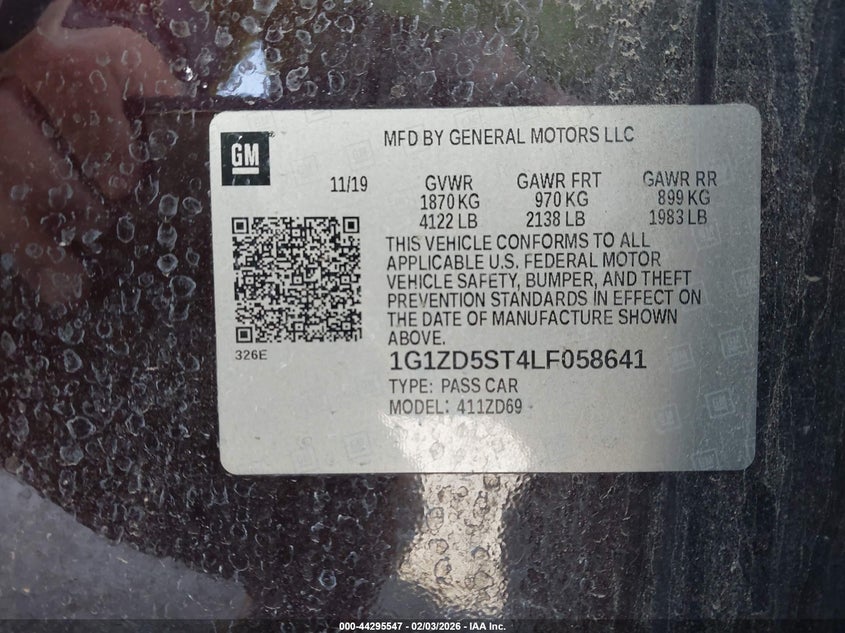 GM
MFD BY GENERAL MOTORS LLC
11/19 GVWR GAWR FRT GAWR RR
1870 KG 970 KG 899 KG
4122 LB 2138 LB 1983 LB
THIS VEHICLE CONFORMS TO ALL
APPLICABLE U.S. FEDERAL MOTOR
VEHICLE SAFETY, BUMPER, AND THEFT
PREVENTION STANDARDS IN EFFECT ON
THE DATE OF MANUFACTURE SHOWN
ABOVE.
326E
1G1ZD5ST4LF058641
TYPE: PASS CAR
MODEL: 411ZD69
000-44295547 - 02/03/2026 - IAA Inc.